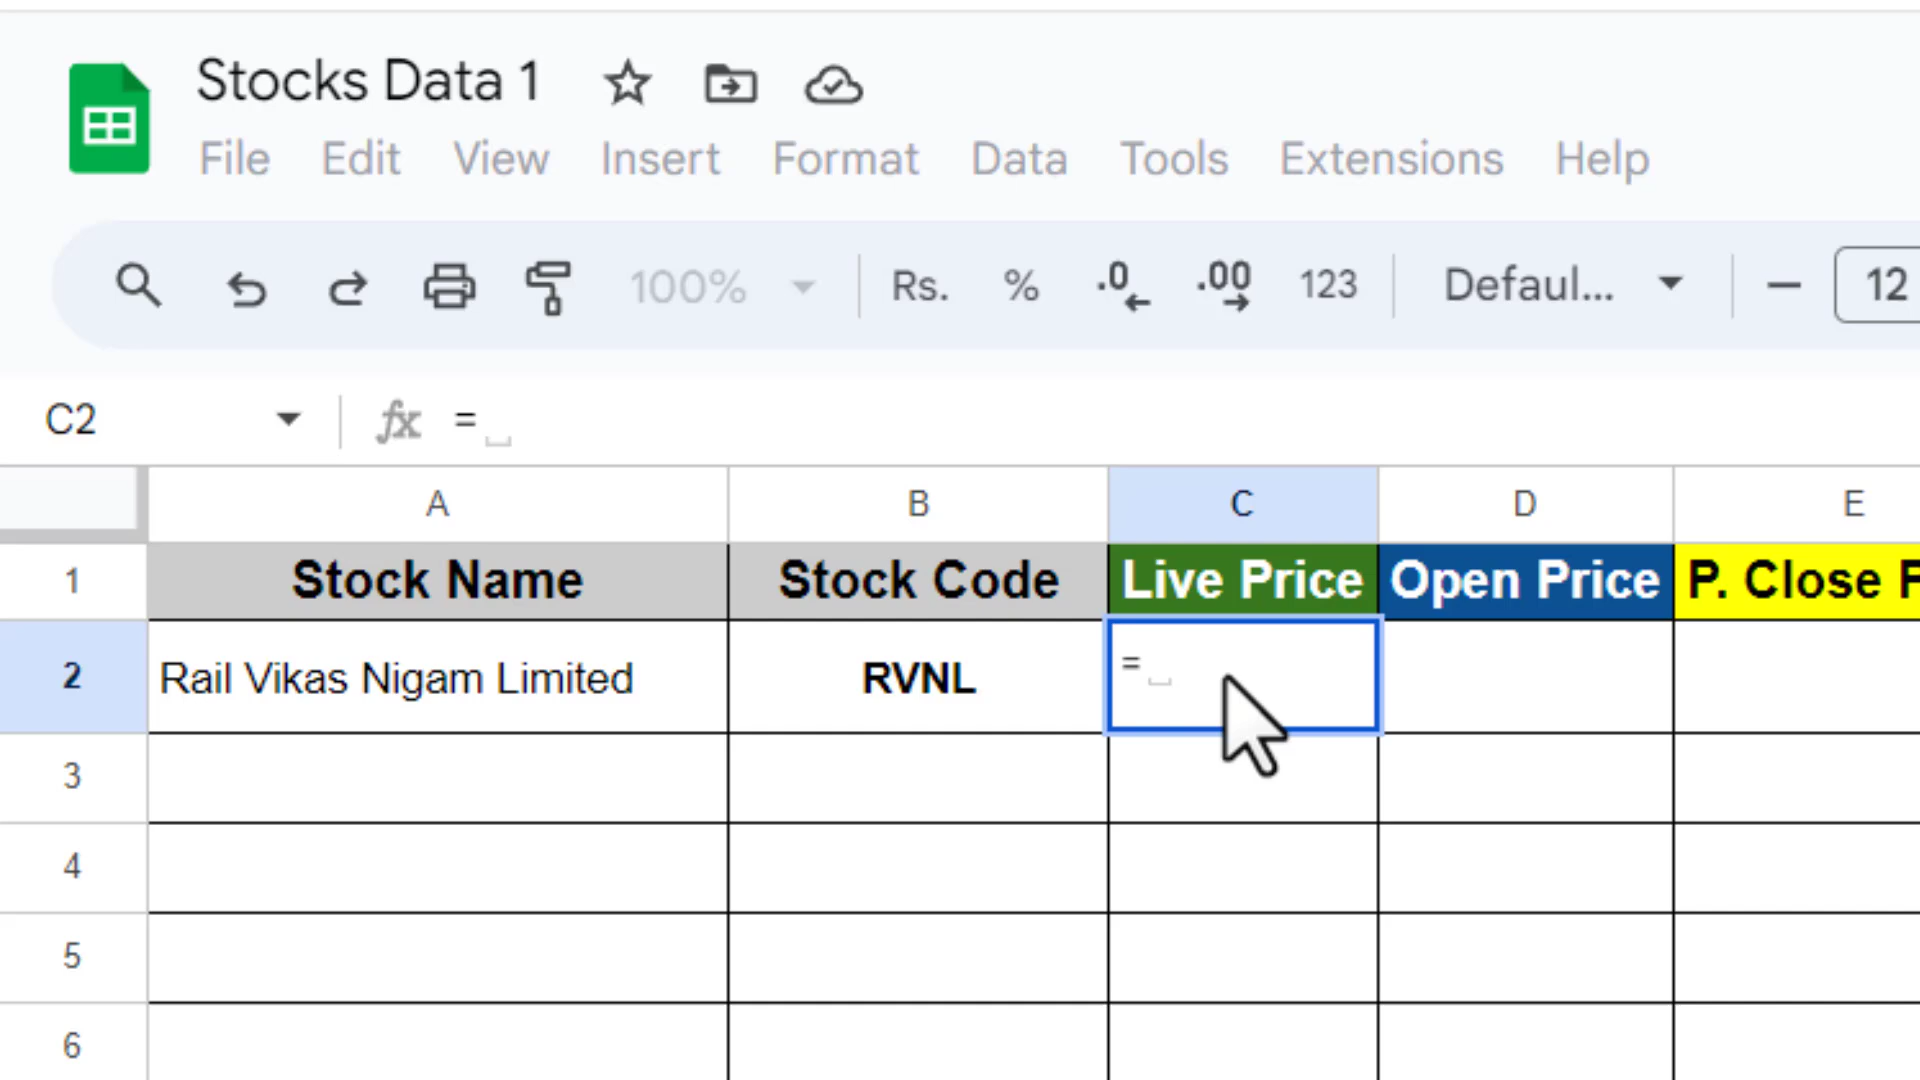 Stocks Data 1
File Edit View Insert Format Data Tools Extensions Help
100% Rs. % .0 .00 123 Defaul... 12
C2 fx =
A B C D E
1 Stock Name Stock Code Live Price Open Price P. Close
2 Rail Vikas Nigam Limited RVNL =
3
4
5
6